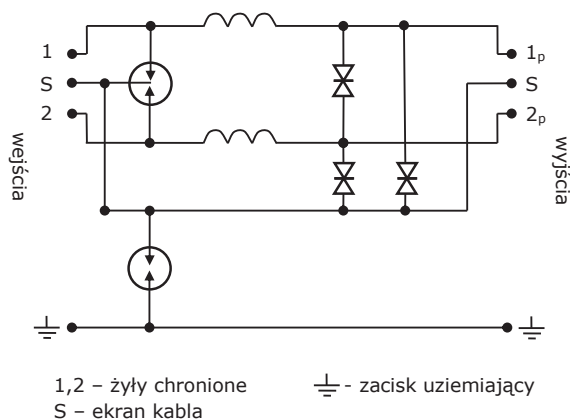 1
S
2
wejścia
1p
S
2p
wyjścia
1,2 – żyły chronione
- zacisk uziemiający
S – ekran kabla